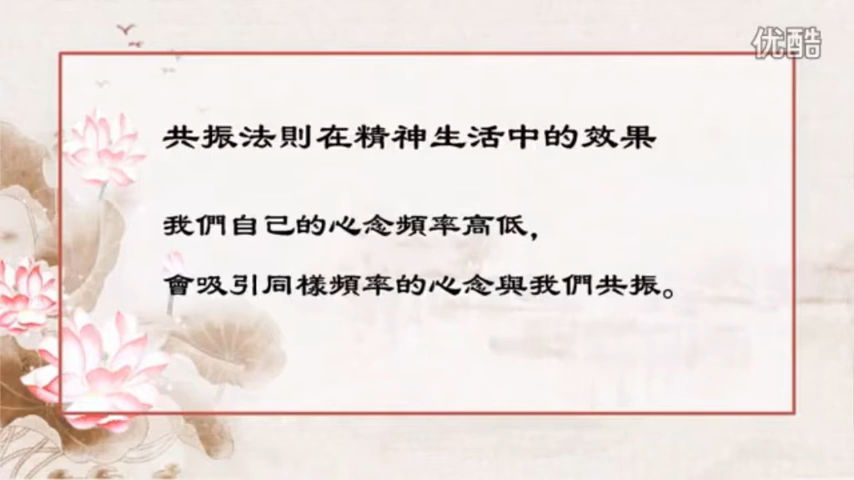 优酷
共振法則在精神生活中的效果
我們自己的心念頻率高低，
會吸引同樣頻率的心念與我們共振。